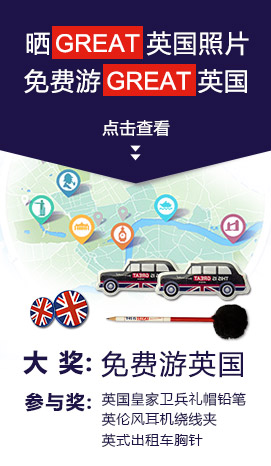 晒GREAT英国照片
免费游GREAT英国
点击查看
THIS IS GREAT
大 奖: 免费游英国
参与奖: 英国皇家卫兵礼帽铅笔
英伦风耳机绕线夹
英式出租车胸针